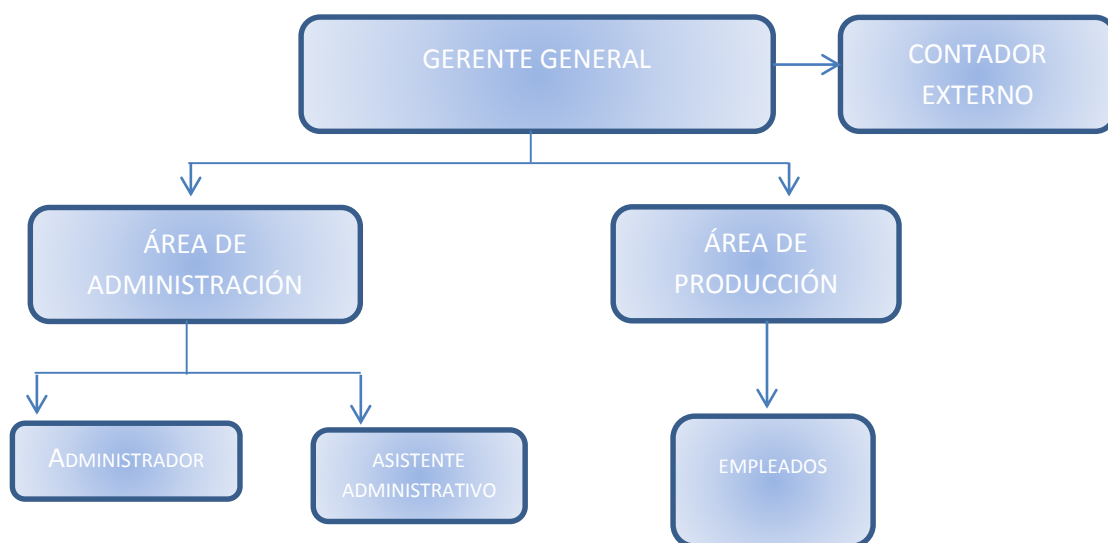 GERENTE GENERAL
CONTADOR
EXTERNO
ÁREA DE
ADMINISTRACIÓN
ÁREA DE
PRODUCCIÓN
ADMINISTRADOR
ASISTENTE
ADMINISTRATIVO
EMPLEADOS